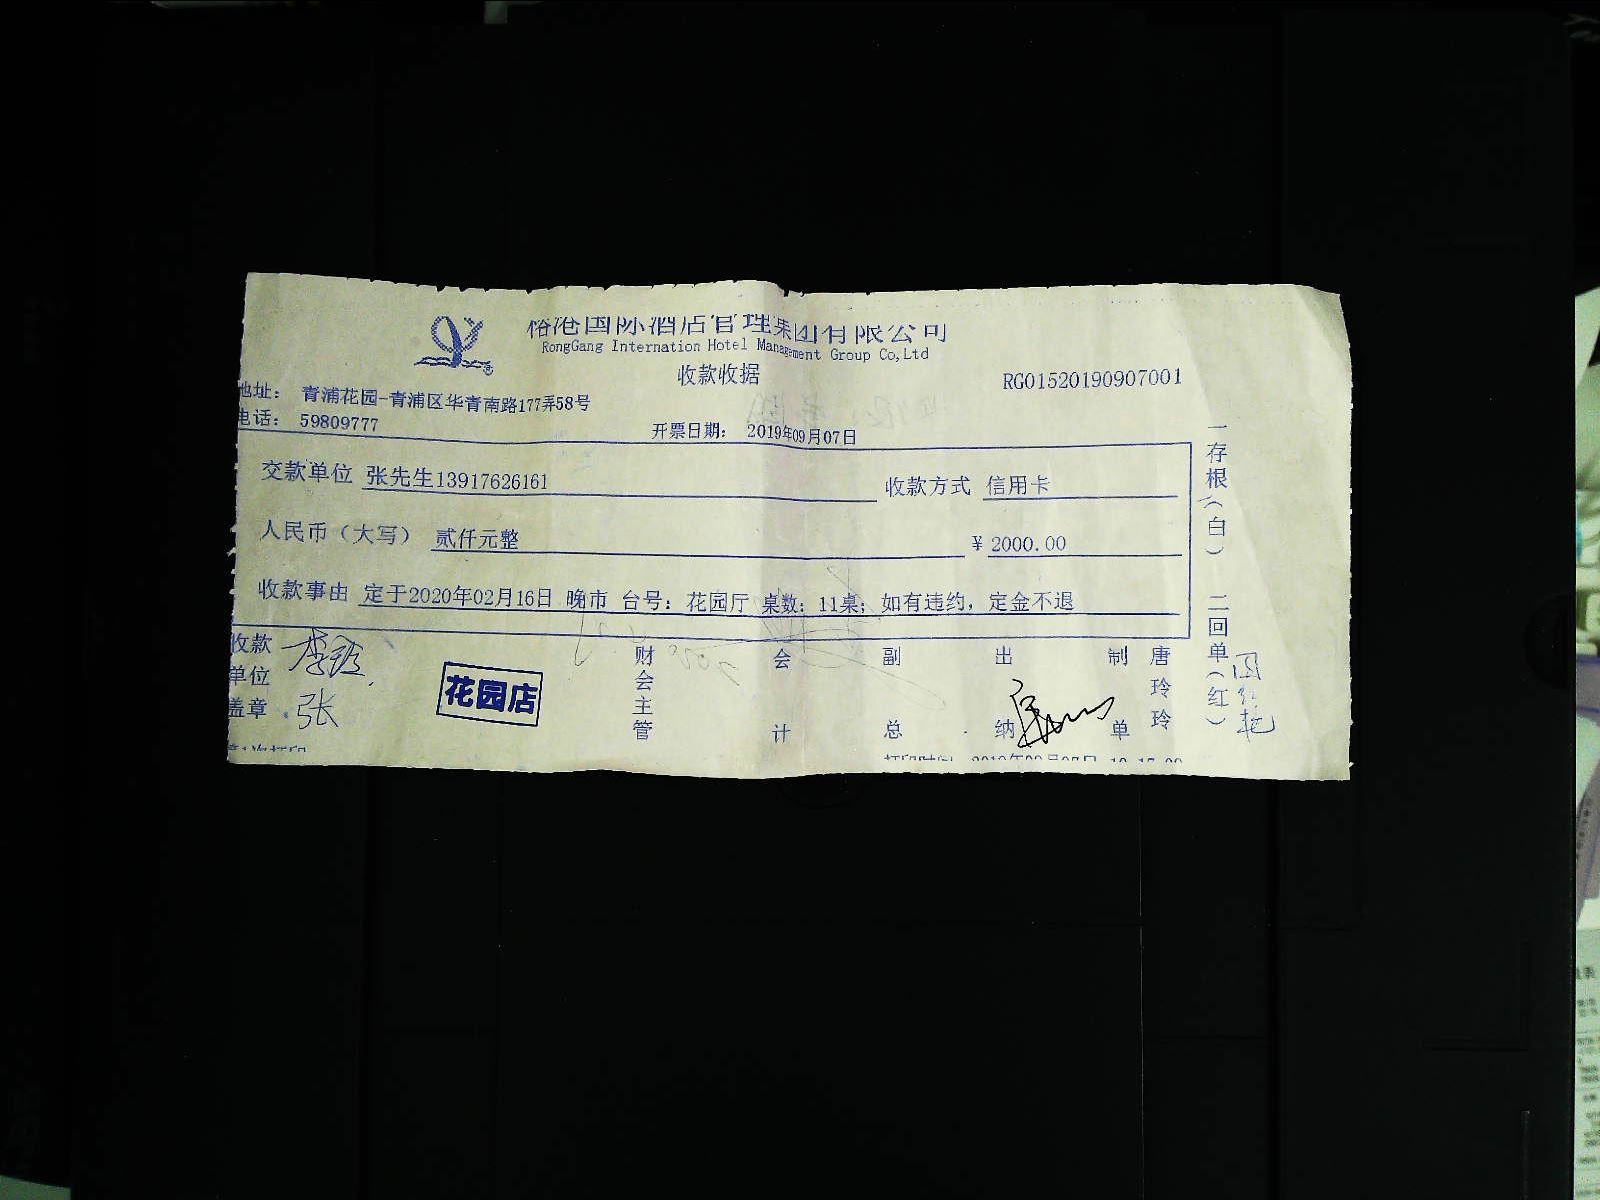 裕港国际酒店管理集团有限公司
RongGang Internation Hotel Management Group Co,Ltd
收款收据
RG01520190907001
地址： 青浦花园-青浦区华青南路177弄58号
电话： 59809777
开票日期： 2019年09月07日
交款单位 张先生13917626161
收款方式 信用卡
人民币（大写） 贰仟元整
¥ 2000.00
收款事由 定于2020年02月16日 晚市 台号：花园厅 桌数：11桌；如有违约，定金不退
收款单位盖章
张
花园店
财会主管
会计
副总
出纳
制单
唐玲玲
一存根（白）
二回单（红）